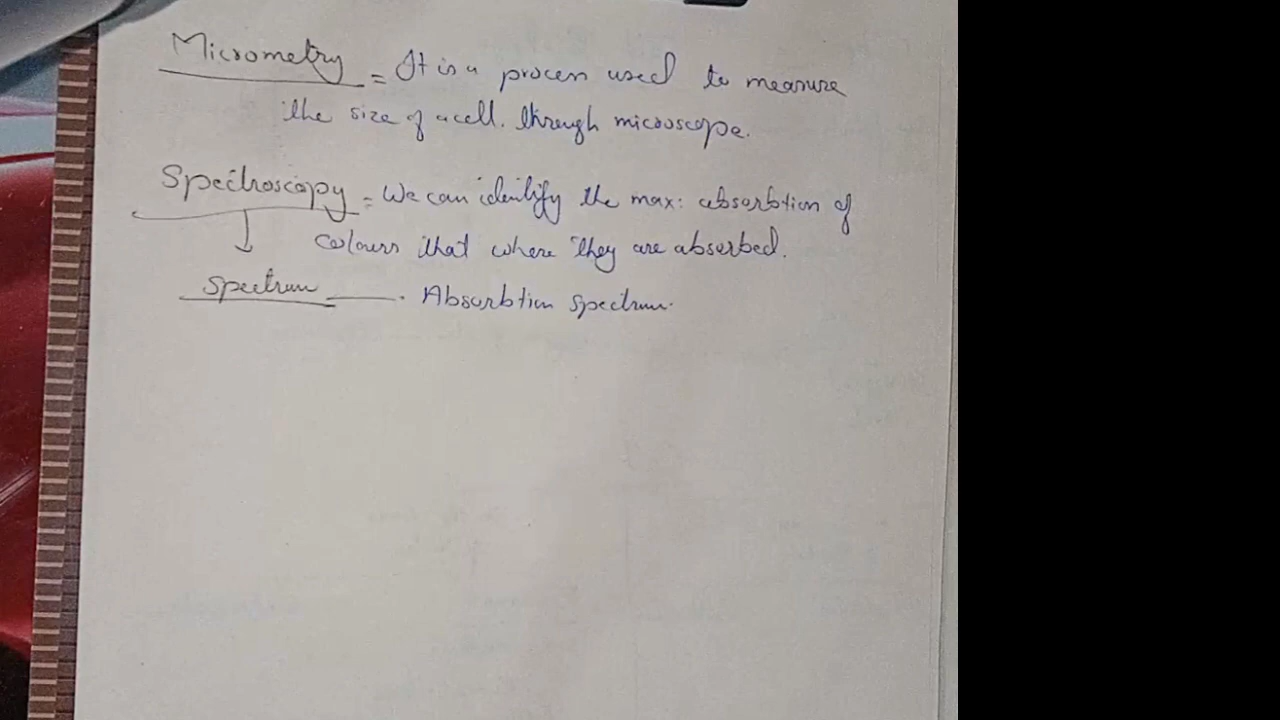 Micrometry = It is a process used to measure
the size of a cell. through microscope.
Spectroscopy = We can identify the max: absorbtion of
colours that where they are absorbed.
Spectrum ——. Absorbtion spectrum.